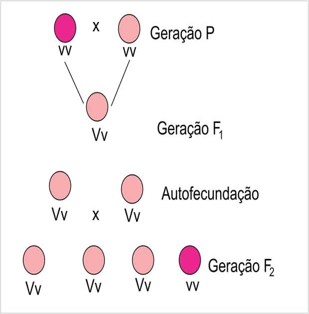 x
vv vv Geração P
Vv Geração F1
Autofecundação
Vv x Vv
Vv Vv Vv vv Geração F2